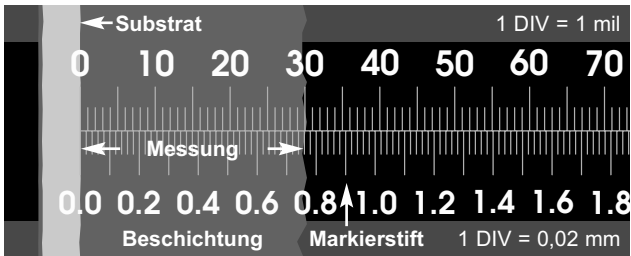 Substrat 1 DIV = 1 mil
0 10 20 30 40 50 60 70
Messung
0.0 0.2 0.4 0.6 0.8 1.0 1.2 1.4 1.6 1.8
Beschichtung Markierstift 1 DIV = 0,02 mm